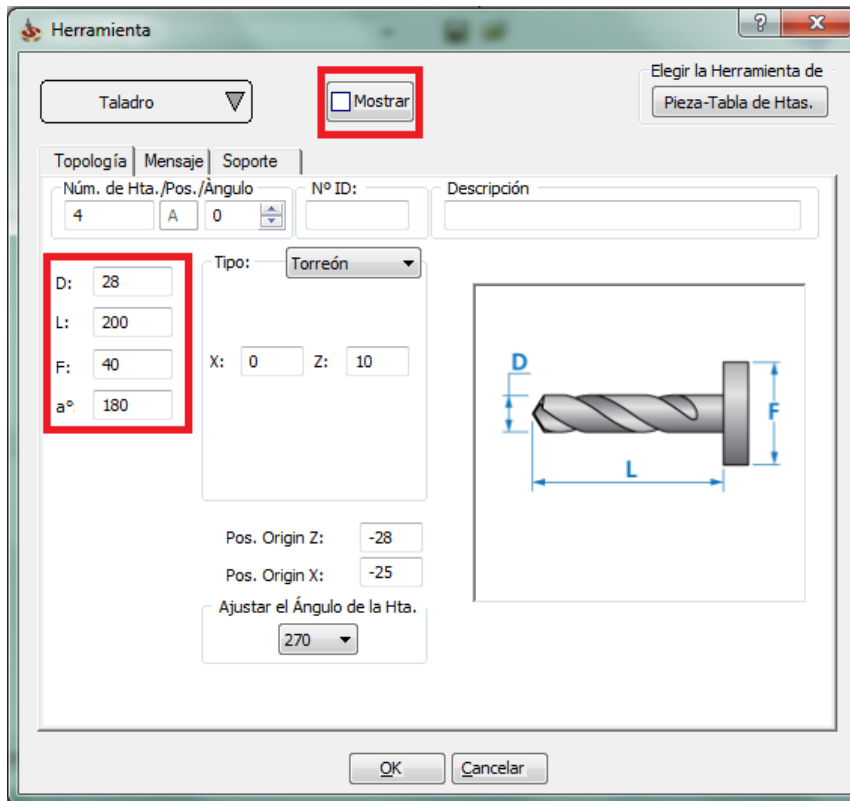 Herramienta
Elegir la Herramienta de
Taladro
Mostrar
Pieza-Tabla de Htas.
Topología Mensaje Soporte
Núm. de Hta./Pos./Àngulo Nº ID: Descripción
4 A 0
D: 28
Tipo: Torreón
L: 200
F: 40
X: 0 Z: 10
aº: 180
D
F
L
Pos. Origin Z: -28
Pos. Origin X: -25
Ajustar el Ángulo de la Hta.
270
OK Cancelar